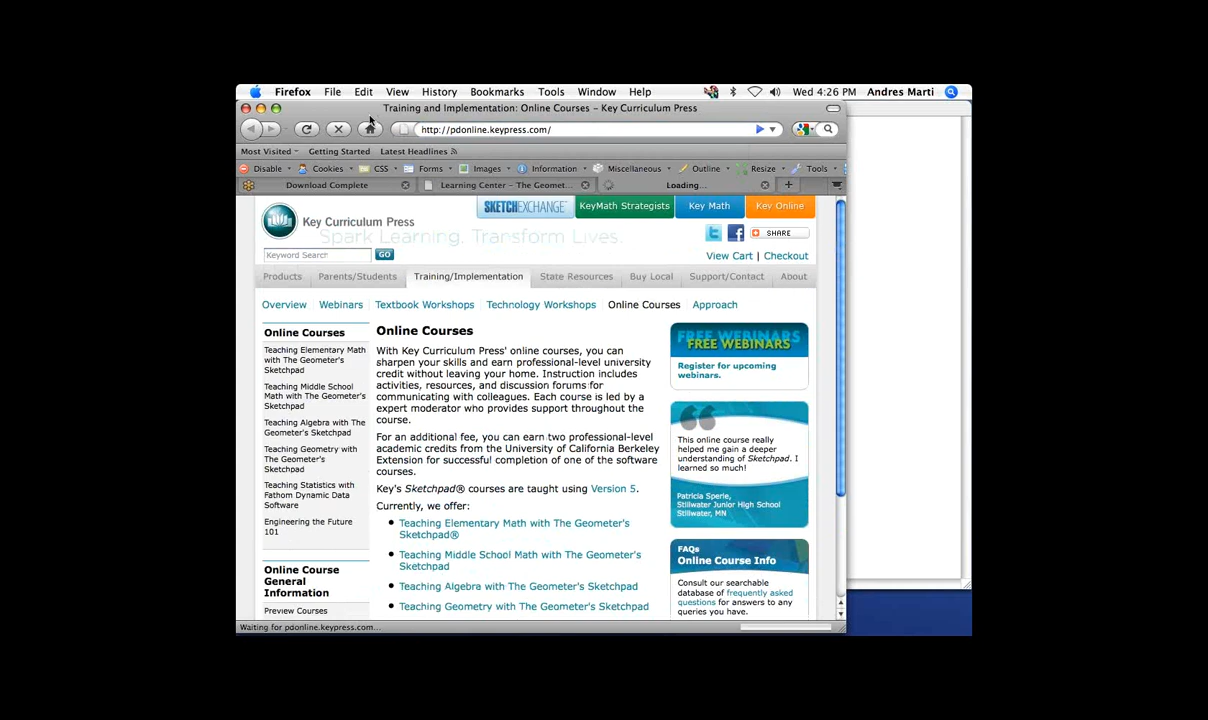 Firefox File Edit View History Bookmarks Tools Window Help Wed 4:26 PM Andres Marti
Training and Implementation: Online Courses – Key Curriculum Press
http://pdonline.keypress.com/
Most Visited Getting Started Latest Headlines
Disable Cookies CSS Forms Images Information Miscellaneous Outline Resize Tools
Download Complete Learning Center – The Geomet... Loading...
SKETCHEXCHANGE KeyMath Strategists Key Math Key Online
Key Curriculum Press
Spark Learning. Transform Lives.
SHARE
Keyword Search GO
View Cart | Checkout
Products Parents/Students Training/Implementation State Resources Buy Local Support/Contact About
Overview Webinars Textbook Workshops Technology Workshops Online Courses Approach
Online Courses
Teaching Elementary Math
with The Geometer's
Sketchpad
Teaching Middle School
Math with The Geometer's
Sketchpad
Teaching Algebra with The
Geometer's Sketchpad
Teaching Geometry with
The Geometer's
Sketchpad
Teaching Statistics with
Fathom Dynamic Data
Software
Engineering the Future
101
Online Course
General
Information
Preview Courses
Online Courses
With Key Curriculum Press' online courses, you can
sharpen your skills and earn professional-level university
credit without leaving your home. Instruction includes
activities, resources, and discussion forums for
communicating with colleagues. Each course is led by a
expert moderator who provides support throughout the
course.
For an additional fee, you can earn two professional-level
academic credits from the University of California Berkeley
Extension for successful completion of one of the software
courses.
Key's Sketchpad® courses are taught using Version 5.
Currently, we offer:
• Teaching Elementary Math with The Geometer's
Sketchpad®
• Teaching Middle School Math with The Geometer's
Sketchpad
• Teaching Algebra with The Geometer's Sketchpad
• Teaching Geometry with The Geometer's Sketchpad
FREE WEBINARS
FREE WEBINARS
Register for upcoming
webinars.
This online course really
helped me gain a deeper
understanding of Sketchpad. I
learned so much!
Patricia Sperle,
Stillwater Junior High School
Stillwater, MN
FAQs
Online Course Info
Consult our searchable
database of frequently asked
questions for answers to any
queries you have.
Waiting for pdonline.keypress.com...